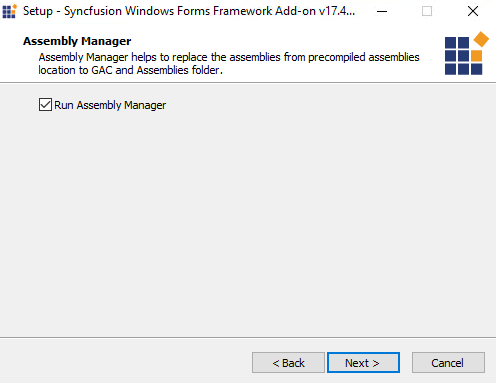 Setup - Syncfusion Windows Forms Framework Add-on v17.4...
Assembly Manager
Assembly Manager helps to replace the assemblies from precompiled assemblies
location to GAC and Assemblies folder.
Run Assembly Manager
< Back
Next >
Cancel